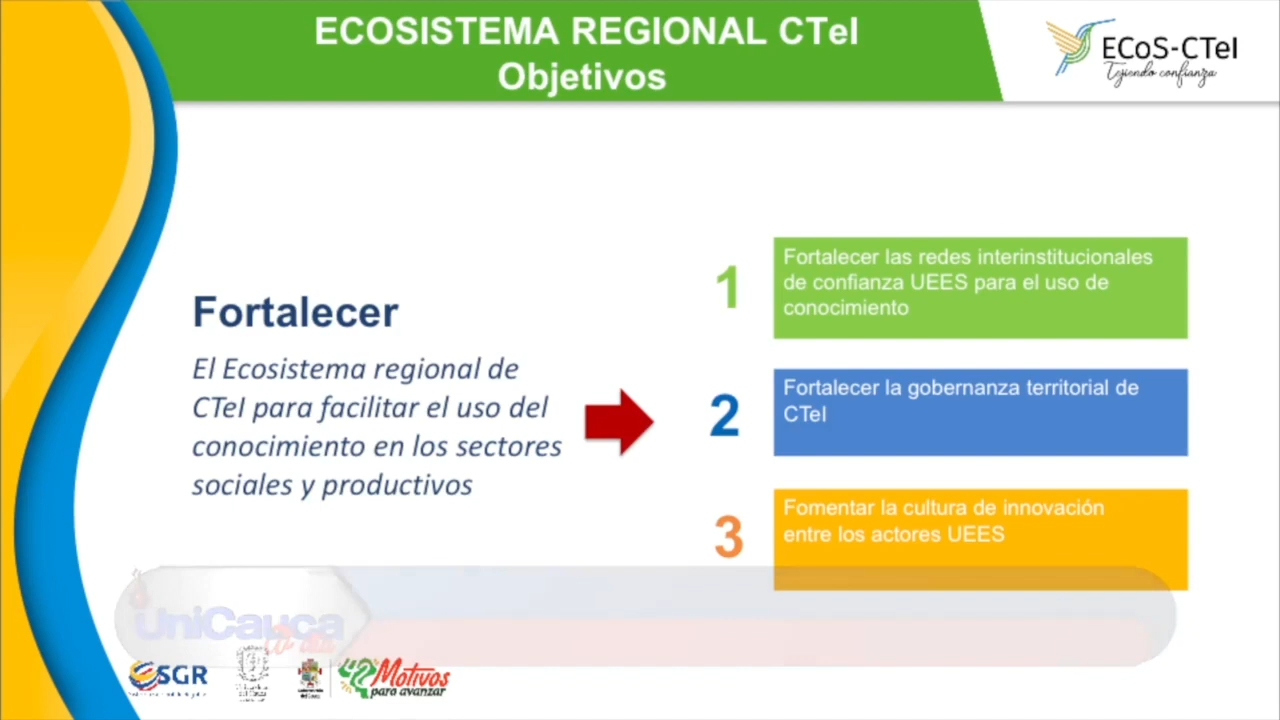 ECOSISTEMA REGIONAL CTeI
Objetivos
ECoS-CTeI
Tejiendo confianza
Fortalecer
El Ecosistema regional de
CTeI para facilitar el uso del
conocimiento en los sectores
sociales y productivos
1
Fortalecer las redes interinstitucionales
de confianza UEES para el uso de
conocimiento
2
Fortalecer la gobernanza territorial de
CTeI
3
Fomentar la cultura de innovación
entre los actores UEES
UniCauca
SGR
42 Motivos
para avanzar